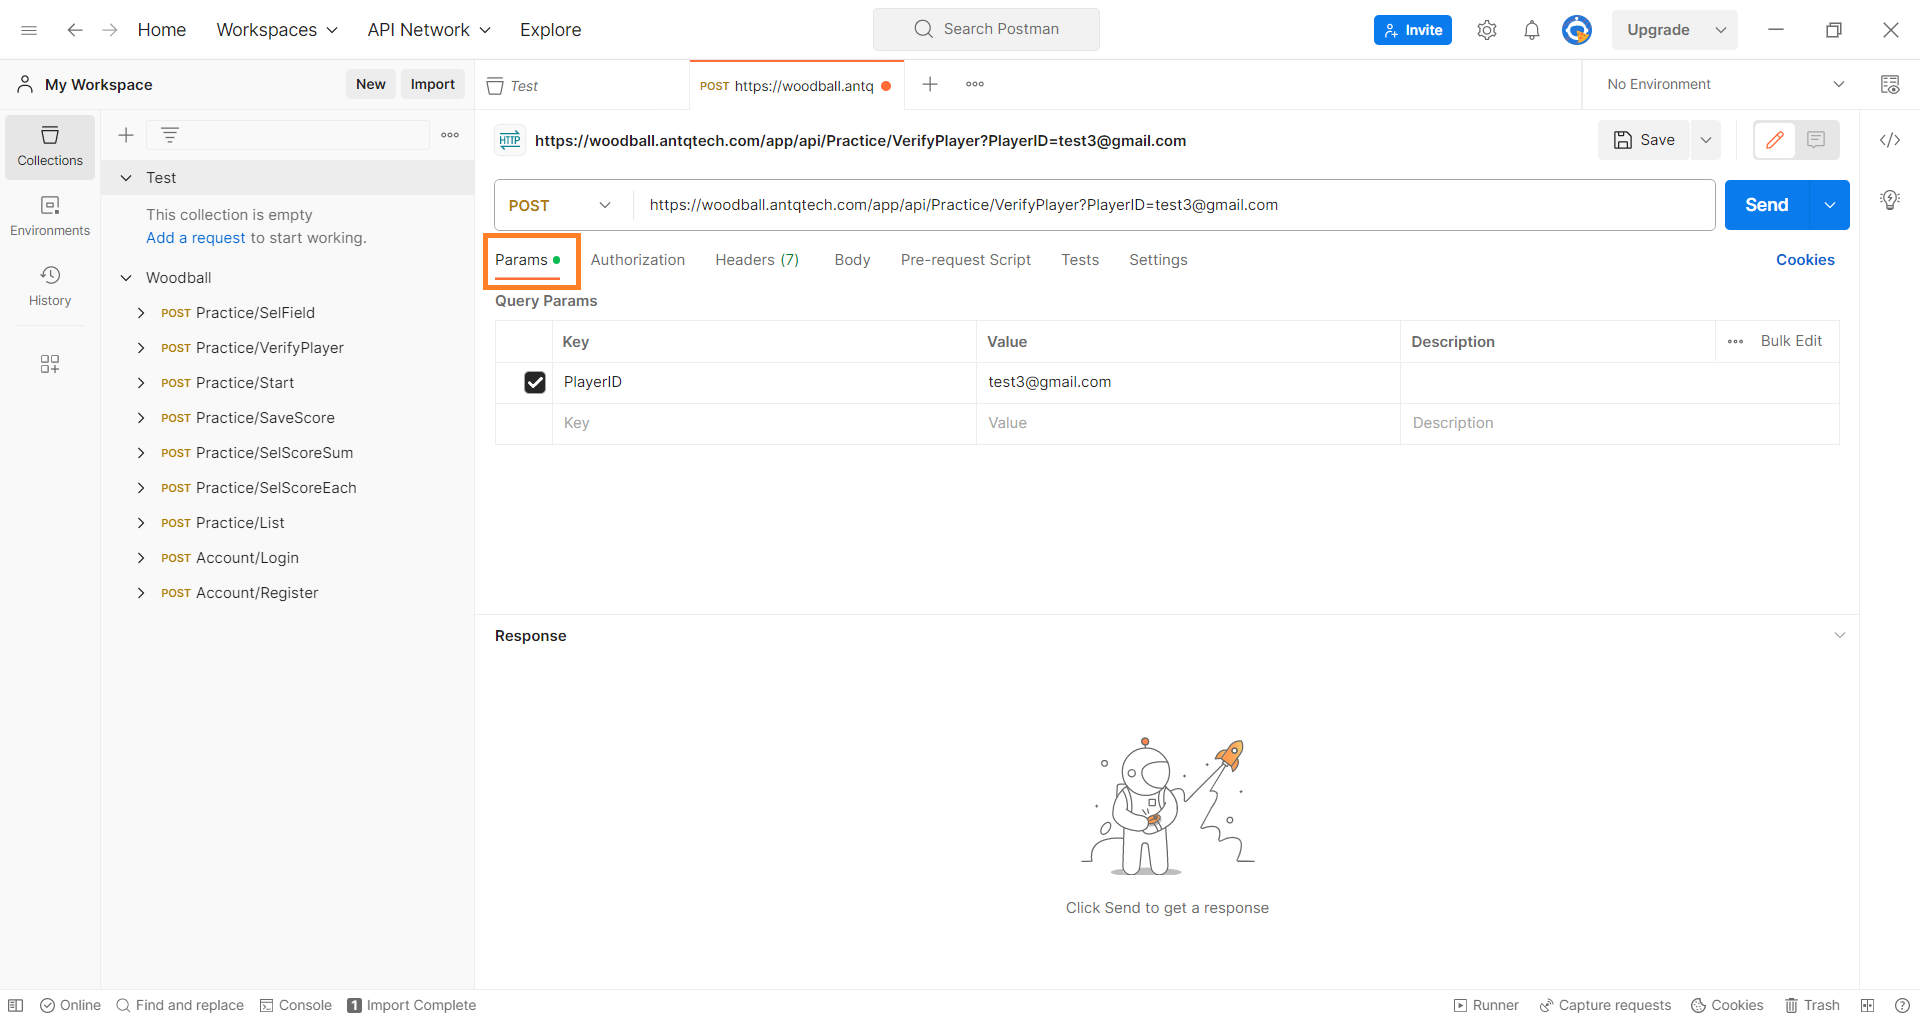 Home Workspaces API Network Explore Search Postman Invite Upgrade
My Workspace New Import Test POST https://woodball.antq No Environment
Collections
Environments
History
Test
This collection is empty
Add a request to start working.
Woodball
POST Practice/SelField
POST Practice/VerifyPlayer
POST Practice/Start
POST Practice/SaveScore
POST Practice/SelScoreSum
POST Practice/SelScoreEach
POST Practice/List
POST Account/Login
POST Account/Register
HTTP https://woodball.antqtech.com/app/api/Practice/VerifyPlayer?PlayerID=test3@gmail.com Save
POST https://woodball.antqtech.com/app/api/Practice/VerifyPlayer?PlayerID=test3@gmail.com Send
Params Authorization Headers (7) Body Pre-request Script Tests Settings Cookies
Query Params
Key Value Description Bulk Edit
PlayerID test3@gmail.com
Key Value Description
Response
Click Send to get a response
Online Find and replace Console 1 Import Complete Runner Capture requests Cookies Trash